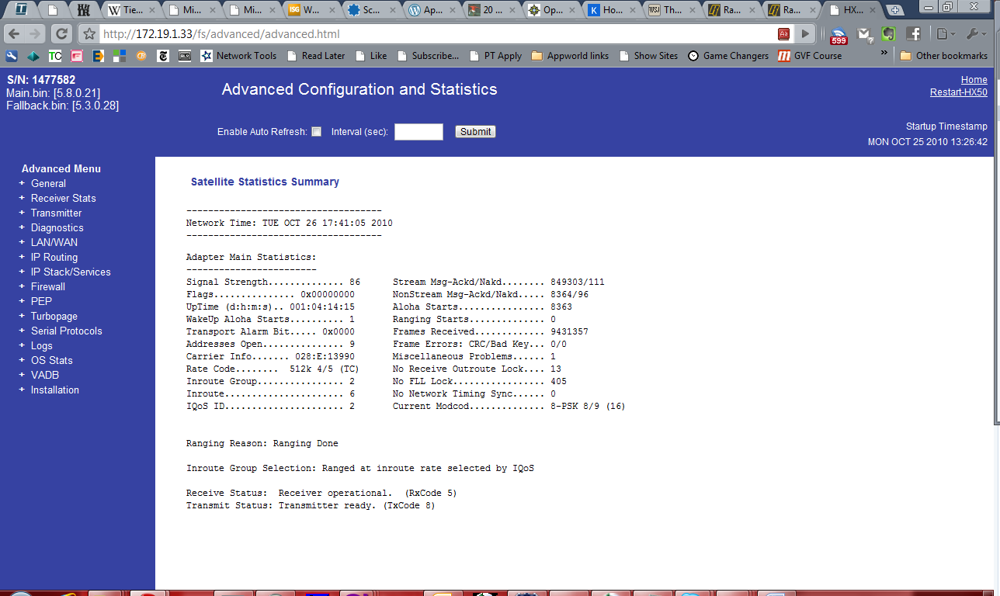 Tie...
Mi...
Mi...
ISG W...
Sc...
Ap...
20 ...
Op...
K Ho...
WSJ Th...
Ra...
Ra...
HX...
http://172.19.1.33/fs/advanced/advanced.html
599
TC
Network Tools
Read Later
Like
Subscribe...
PT Apply
Appworld links
Show Sites
Game Changers
GVF Course
»
Other bookmarks
S/N: 1477582
Main.bin: [5.8.0.21]
Fallback.bin: [5.3.0.28]
Advanced Configuration and Statistics
Home
Restart-HX50
Enable Auto Refresh:
Interval (sec):
Submit
Startup Timestamp
MON OCT 25 2010 13:26:42
Advanced Menu
+ General
+ Receiver Stats
+ Transmitter
+ Diagnostics
+ LAN/WAN
+ IP Routing
+ IP Stack/Services
+ Firewall
+ PEP
+ Turbopage
+ Serial Protocols
+ Logs
+ OS Stats
+ VADB
+ Installation
Satellite Statistics Summary
------------------------------------
Network Time: TUE OCT 26 17:41:05 2010
------------------------------------
Adapter Main Statistics:
------------------------
Signal Strength.............. 86 Stream Msg-Ackd/Nakd........ 849303/111
Flags............... 0x00000000 NonStream Msg-Ackd/Nakd..... 8364/96
UpTime (d:h:m:s).. 001:04:14:15 Aloha Starts................ 8363
WakeUp Aloha Starts.......... 1 Ranging Starts.............. 0
Transport Alarm Bit..... 0x0000 Frames Received............. 9431357
Addresses Open............... 9 Frame Errors: CRC/Bad Key... 0/0
Carrier Info....... 028:E:13990 Miscellaneous Problems...... 1
Rate Code........ 512k 4/5 (TC) No Receive Outroute Lock.... 13
Inroute Group................ 2 No FLL Lock................. 405
Inroute...................... 6 No Network Timing Sync...... 0
IQoS ID...................... 2 Current Modcod.............. 8-PSK 8/9 (16)
Ranging Reason: Ranging Done
Inroute Group Selection: Ranged at inroute rate selected by IQoS
Receive Status: Receiver operational. (RxCode 5)
Transmit Status: Transmitter ready. (TxCode 8)